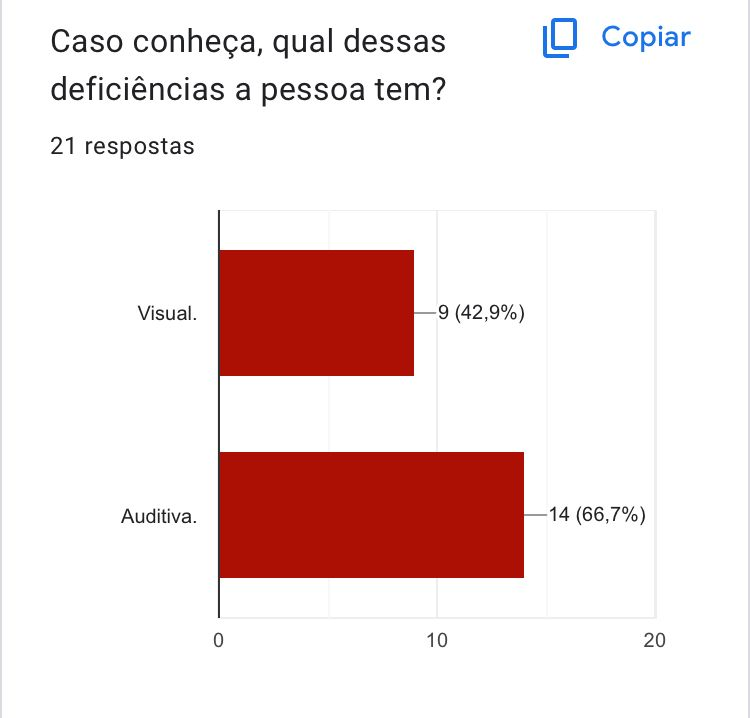 Caso conheça, qual dessas
deficiências a pessoa tem?
Copiar
21 respostas
Visual.
9 (42,9%)
Auditiva.
14 (66,7%)
0
10
20